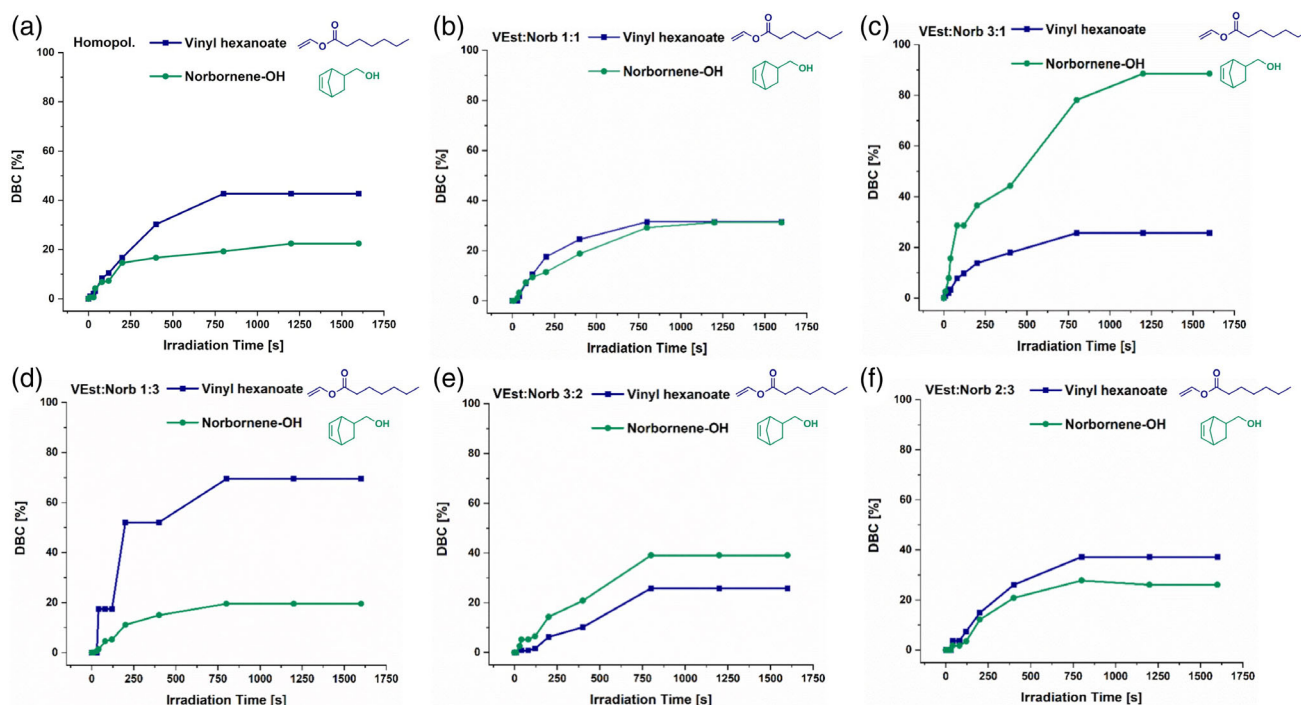 (a)
Homopol. Vinyl hexanoate
O
O
Norbornene-OH
OH
DBC [%]
100
80
60
40
20
0
0 250 500 750 1000 1250 1500 1750
Irradiation Time [s]
(b)
VEst:Norb 1:1 Vinyl hexanoate
O
O
Norbornene-OH
OH
DBC [%]
100
80
60
40
20
0
0 250 500 750 1000 1250 1500 1750
Irradiation Time [s]
(c)
VEst:Norb 3:1 Vinyl hexanoate
O
O
Norbornene-OH
OH
DBC [%]
100
80
60
40
20
0
0 250 500 750 1000 1250 1500 1750
Irradiation Time [s]
(d)
VEst:Norb 1:3 Vinyl hexanoate
O
O
Norbornene-OH
OH
DBC [%]
100
80
60
40
20
0
0 250 500 750 1000 1250 1500 1750
Irradiation Time [s]
(e)
VEst:Norb 3:2 Vinyl hexanoate
O
O
Norbornene-OH
OH
DBC [%]
100
80
60
40
20
0
0 250 500 750 1000 1250 1500 1750
Irradiation Time [s]
(f)
VEst:Norb 2:3 Vinyl hexanoate
O
O
Norbornene-OH
OH
DBC [%]
100
80
60
40
20
0
0 250 500 750 1000 1250 1500 1750
Irradiation Time [s]